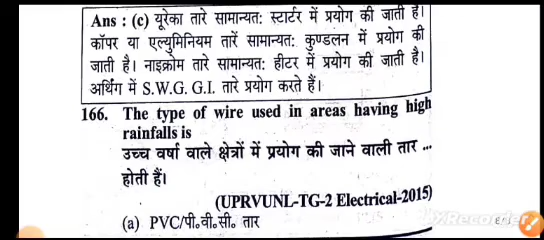 Ans : (c) यूरेका तारे सामान्यत: स्टार्टर में प्रयोग की जाती है।
कॉपर या एल्युमिनियम तारें सामान्यत: कुण्डलन में प्रयोग की
जाती है। नाइक्रोम तारे सामान्यत: हीटर में प्रयोग की जाती है।
अर्थिंग में S.W.G. G.I. तारे प्रयोग करते हैं।
166. The type of wire used in areas having high
rainfalls is
उच्च वर्षा वाले क्षेत्रों में प्रयोग की जाने वाली तार ...
होती हैं।
(UPRVUNL-TG-2 Electrical-2015)
(a) PVC/पी॰वी॰सी॰ तार
XRecorder